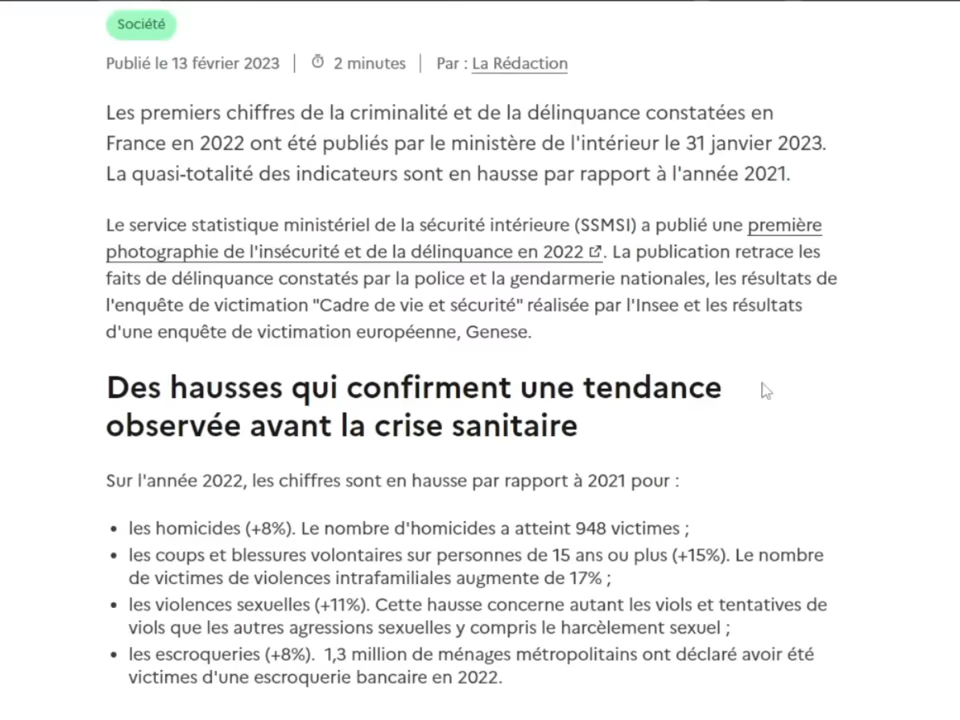 Société
Publié le 13 février 2023 | 2 minutes | Par : La Rédaction
Les premiers chiffres de la criminalité et de la délinquance constatées en
France en 2022 ont été publiés par le ministère de l'intérieur le 31 janvier 2023.
La quasi-totalité des indicateurs sont en hausse par rapport à l'année 2021.
Le service statistique ministériel de la sécurité intérieure (SSMSI) a publié une première
photographie de l'insécurité et de la délinquance en 2022. La publication retrace les
faits de délinquance constatés par la police et la gendarmerie nationales, les résultats de
l'enquête de victimation "Cadre de vie et sécurité" réalisée par l'Insee et les résultats
d'une enquête de victimation européenne, Genese.
Des hausses qui confirment une tendance
observée avant la crise sanitaire
Sur l'année 2022, les chiffres sont en hausse par rapport à 2021 pour :
• les homicides (+8%). Le nombre d'homicides a atteint 948 victimes ;
• les coups et blessures volontaires sur personnes de 15 ans ou plus (+15%). Le nombre
de victimes de violences intrafamiliales augmente de 17% ;
• les violences sexuelles (+11%). Cette hausse concerne autant les viols et tentatives de
viols que les autres agressions sexuelles y compris le harcèlement sexuel ;
• les escroqueries (+8%). 1,3 million de ménages métropolitains ont déclaré avoir été
victimes d'une escroquerie bancaire en 2022.